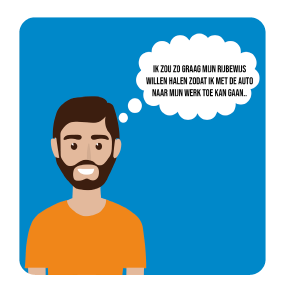 IK ZOU ZO GRAAG MIJN RIJBEWIJS
WILLEN HALEN ZODAT IK MET DE AUTO
NAAR MIJN WERK TOE KAN GAAN..